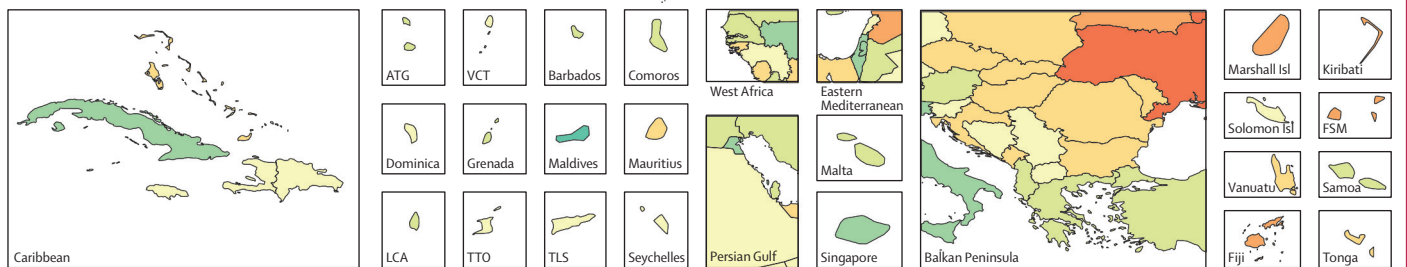 Caribbean
ATG
VCT
Barbados
Comoros
Dominica
Grenada
Maldives
Mauritius
LCA
TTO
TLS
Seychelles
West Africa
Eastern
Mediterranean
Persian Gulf
Malta
Singapore
Balkan Peninsula
Marshall Isl
Kiribati
Solomon Isl
FSM
Vanuatu
Samoa
Fiji
Tonga